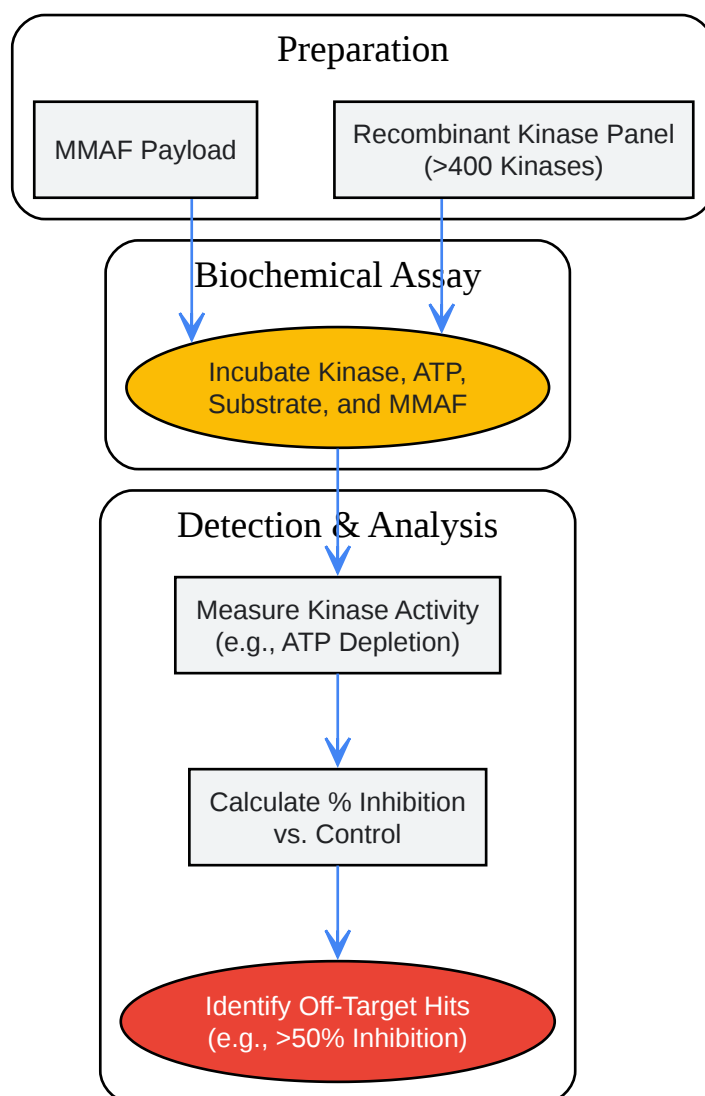 Preparation
MMAF Payload
Recombinant Kinase Panel
(>400 Kinases)
Biochemical Assay
Incubate Kinase, ATP,
Substrate, and MMAF
Detection & Analysis
Measure Kinase Activity
(e.g., ATP Depletion)
Calculate % Inhibition
vs. Control
Identify Off-Target Hits
(e.g., >50% Inhibition)